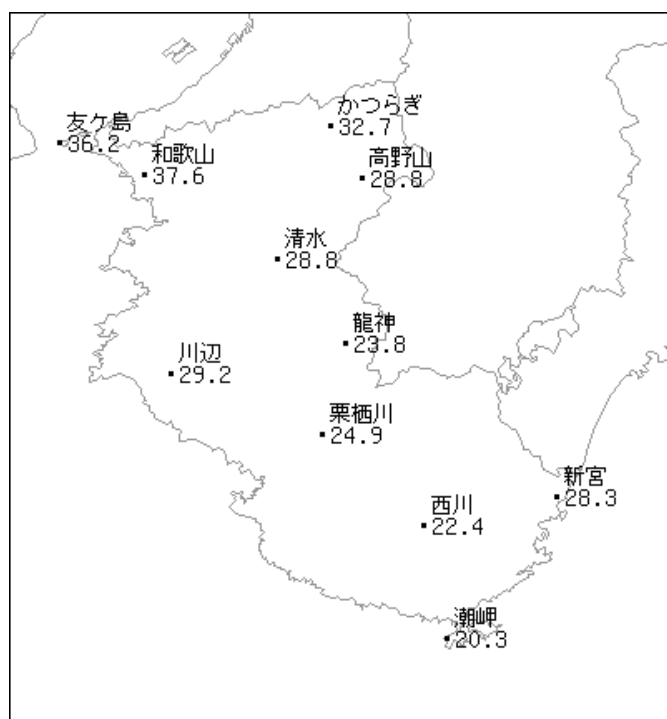 かつらぎ
32.7
友ケ島
36.2
和歌山
37.6
高野山
28.8
清水
28.8
龍神
23.8
川辺
29.2
栗栖川
24.9
新宮
28.3
西川
22.4
潮岬
20.3